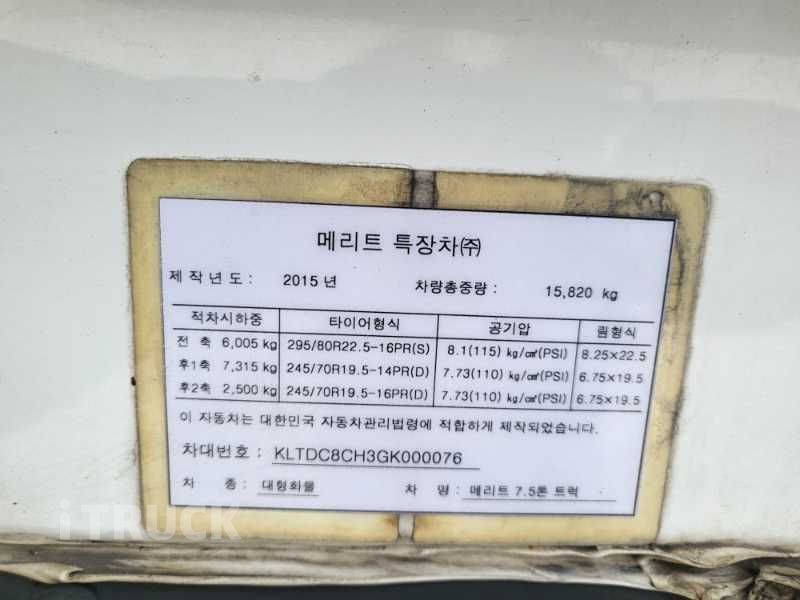 메리트 특장차㈜
제작년도: 2015년 차량총중량: 15,820 kg
적차시하중 타이어형식 공기압 림형식
전 축 6,005 kg 295/80R22.5-16PR(S) 8.1(115) kg/㎠(PSI) 8.25×22.5
후1축 7,315 kg 245/70R19.5-14PR(D) 7.73(110) kg/㎠(PSI) 6.75×19.5
후2축 2,500 kg 245/70R19.5-16PR(D) 7.73(110) kg/㎠(PSI) 6.75×19.5
이 자동차는 대한민국 자동차관리법령에 적합하게 제작되었습니다.
차대번호: KLTDC8CH3GK000076
차 종: 대형화물 차 명: 메리트 7.5톤 트럭
iTRUCK